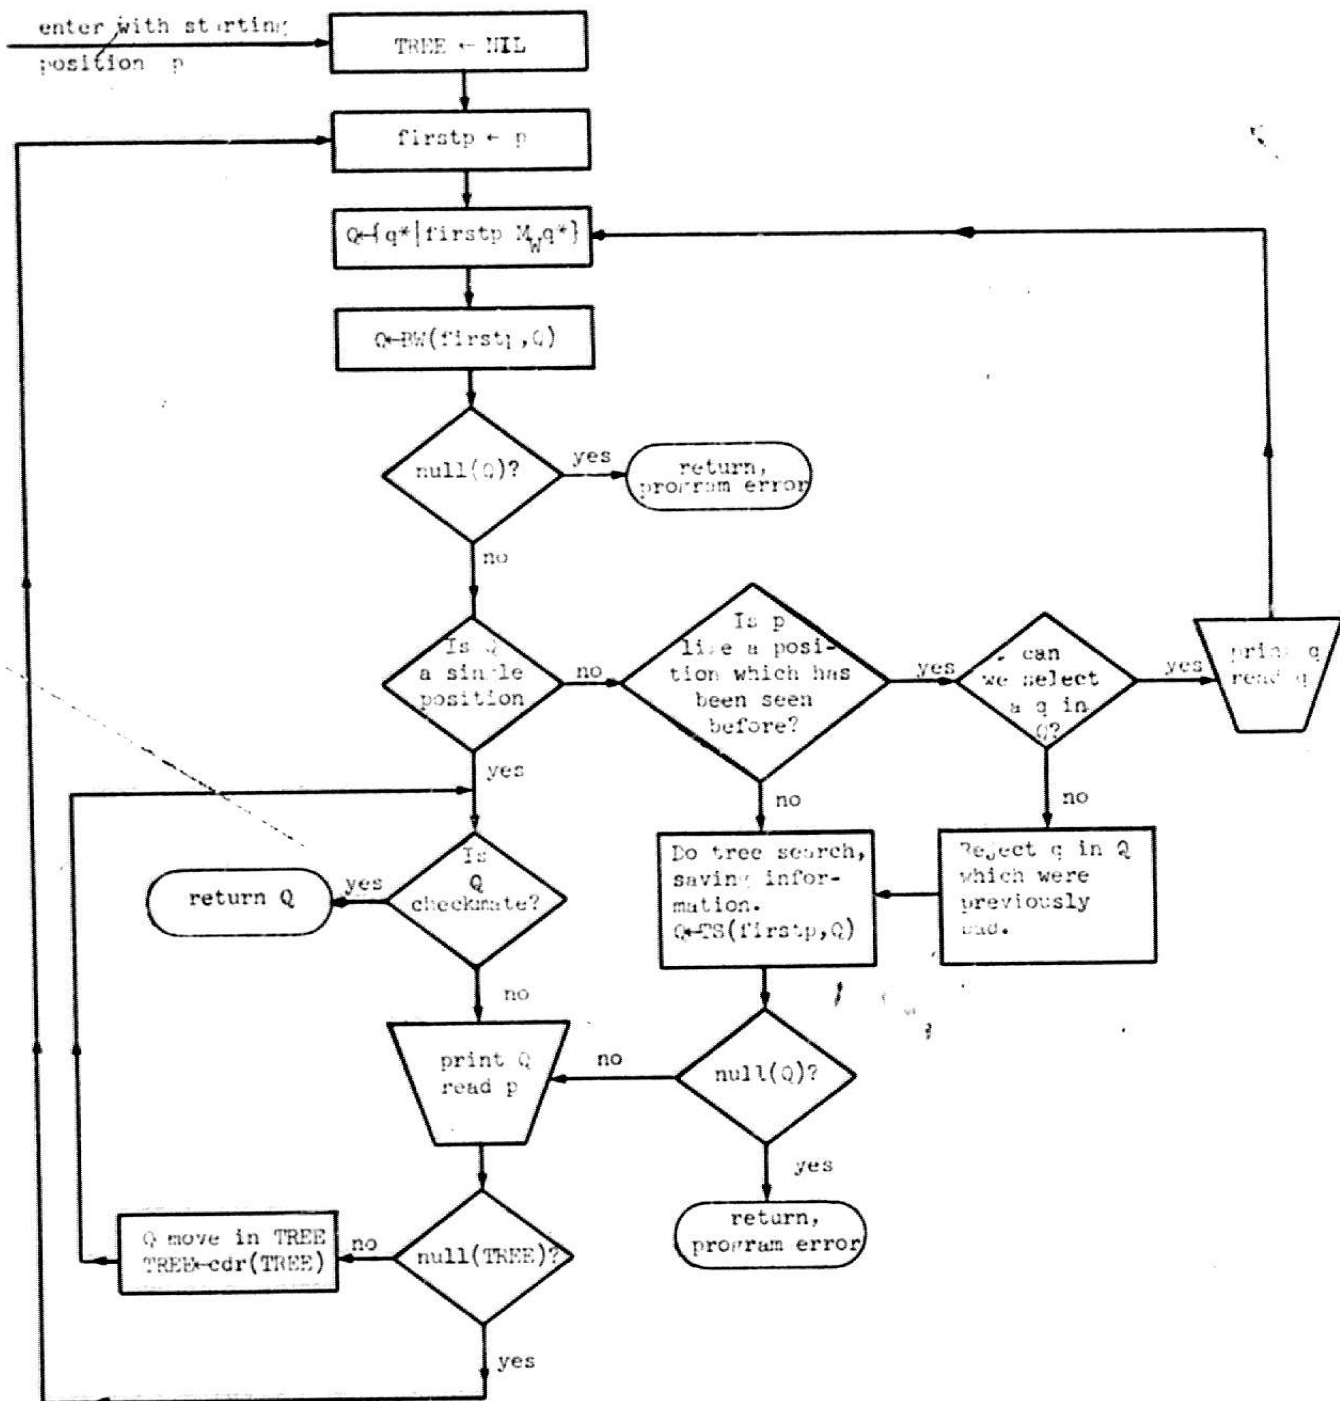 enter with starting
position p
TREE ← NIL
firstp ← p
Q←{q*|firstp M_W q*}
Q←BW(firstp,Q)
null(Q)?
yes
return,
program error
no
Is Q
a single
position
no
Is p
like a posi-
tion which has
been seen
before?
yes
can
we select
a q in
Q?
yes
print q
read q
yes
no
no
Is
Q
checkmate?
yes
return Q
Do tree search,
saving infor-
mation.
Q←TS(firstp,Q)
Reject q in Q
which were
previously
bad.
no
print Q
read p
no
null(Q)?
yes
return,
program error
Q move in TREE
TREE←cdr(TREE)
no
null(TREE)?
yes